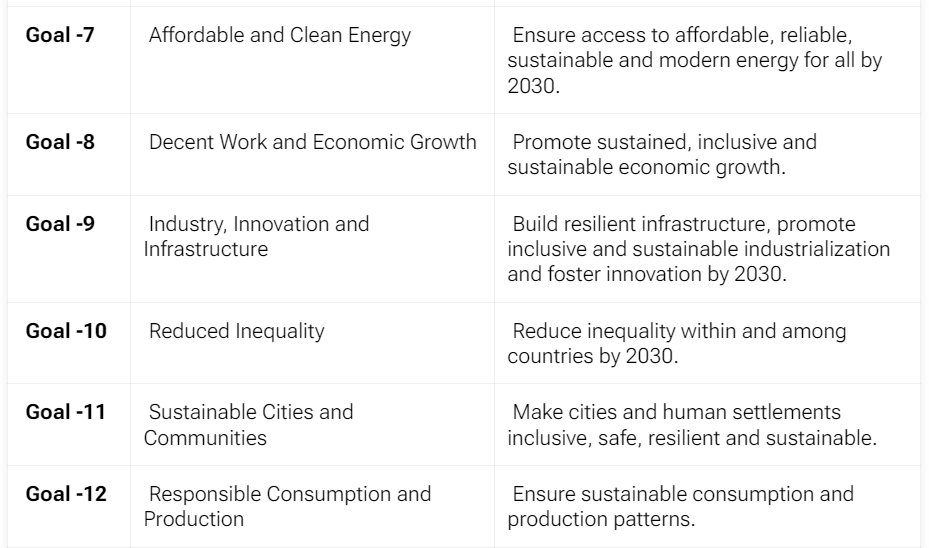 Goal -7
Affordable and Clean Energy
Ensure access to affordable, reliable,
sustainable and modern energy for all by
2030.
Goal -8
Decent Work and Economic Growth
Promote sustained, inclusive and
sustainable economic growth.
Goal -9
Industry, Innovation and
Infrastructure
Build resilient infrastructure, promote
inclusive and sustainable industrialization
and foster innovation by 2030.
Goal -10
Reduced Inequality
Reduce inequality within and among
countries by 2030.
Goal -11
Sustainable Cities and
Communities
Make cities and human settlements
inclusive, safe, resilient and sustainable.
Goal -12
Responsible Consumption and
Production
Ensure sustainable consumption and
production patterns.